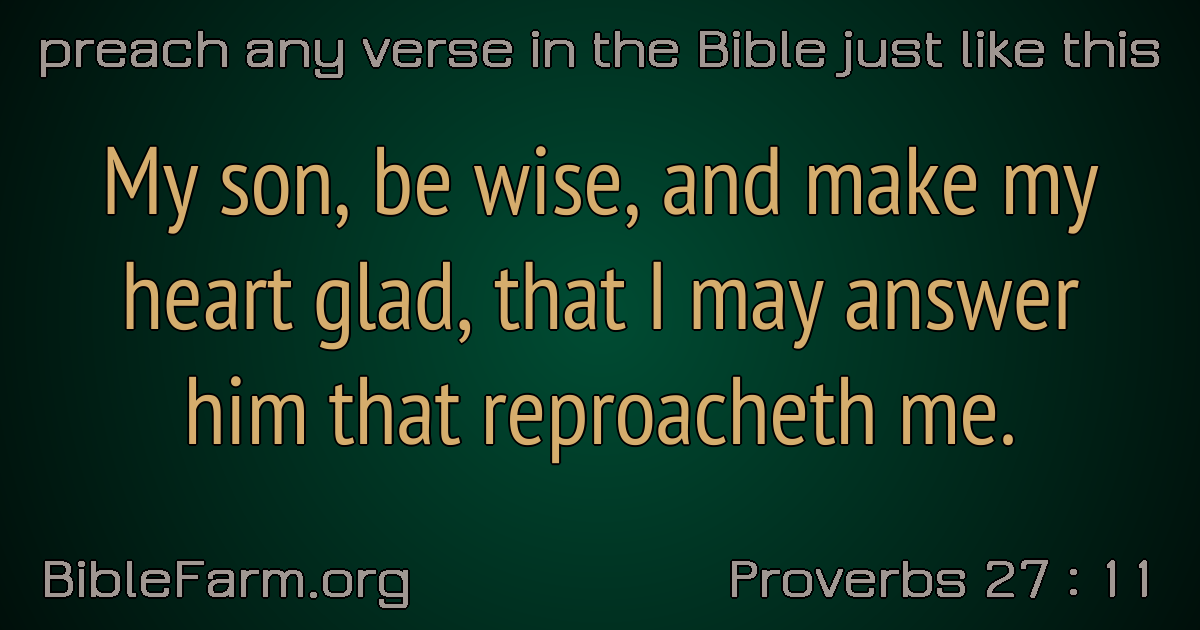 preach any verse in the Bible just like this
My son, be wise, and make my
heart glad, that I may answer
him that reproacheth me.
BibleFarm.org
Proverbs 27 : 11